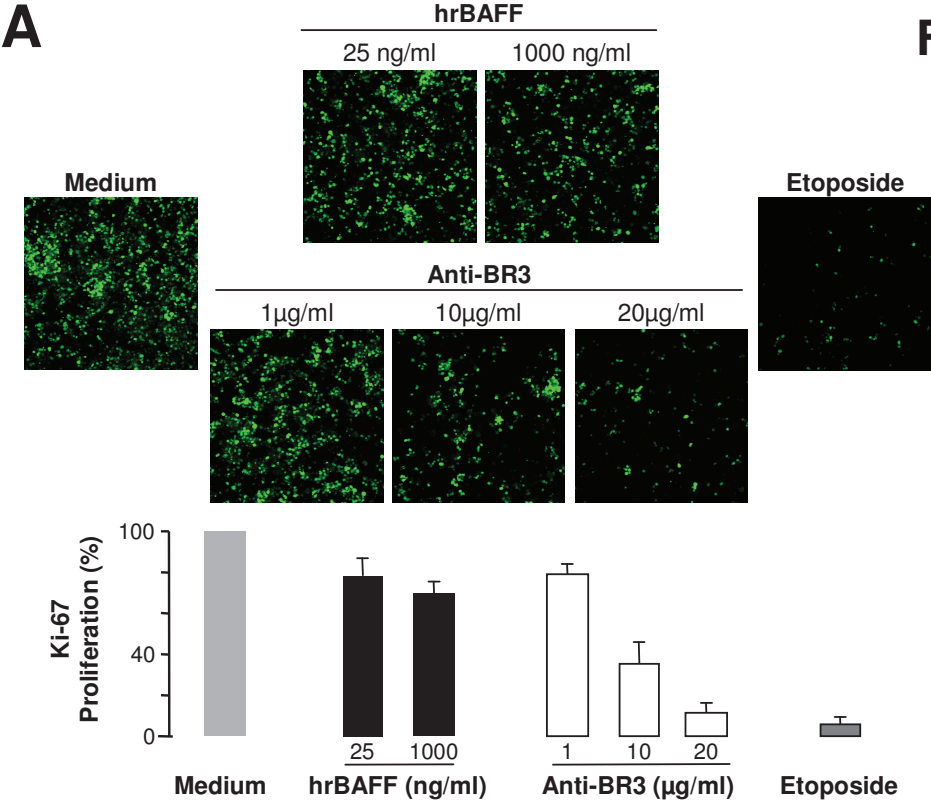 A
hrBAFF
25 ng/ml 1000 ng/ml
Medium
Etoposide
Anti-BR3
1µg/ml 10µg/ml 20µg/ml
Ki-67
Proliferation (%)
100
40
0
25 1000 1 10 20
Medium hrBAFF (ng/ml) Anti-BR3 (µg/ml) Etoposide